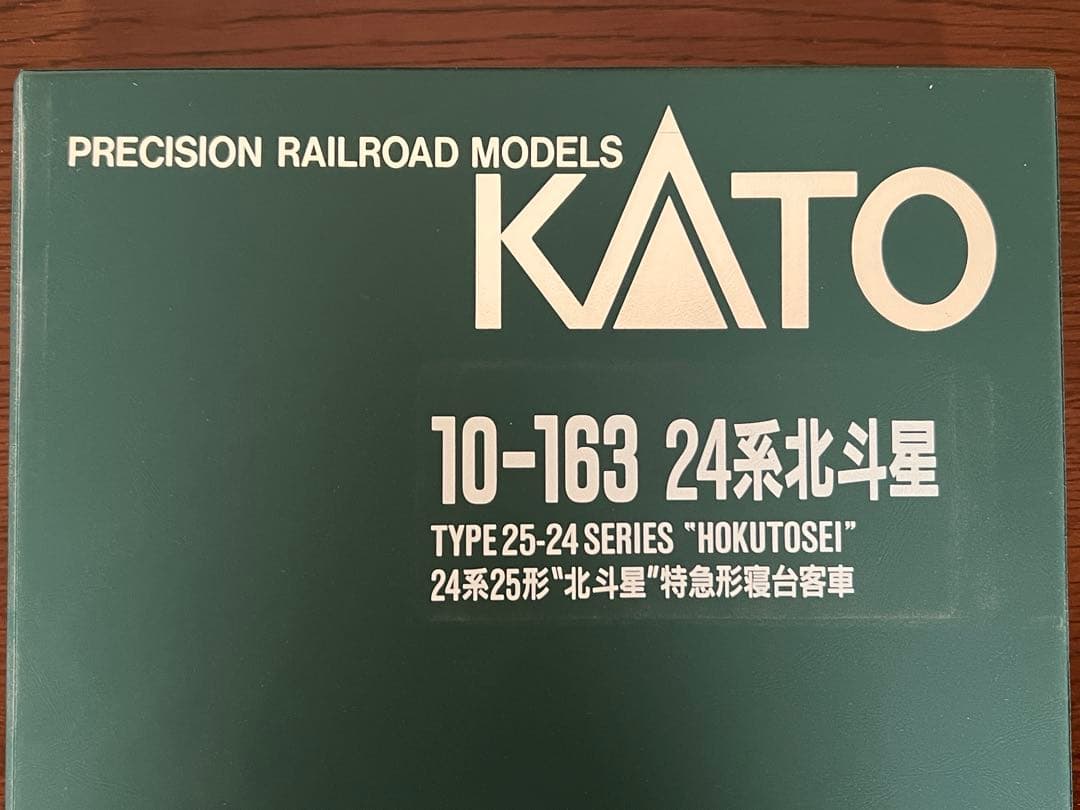 PRECISION RAILROAD MODELS
KATO
10-163 24系北斗星
TYPE 25-24 SERIES〝HOKUTOSEI”
24系25形〝北斗星”特急形寝台客車